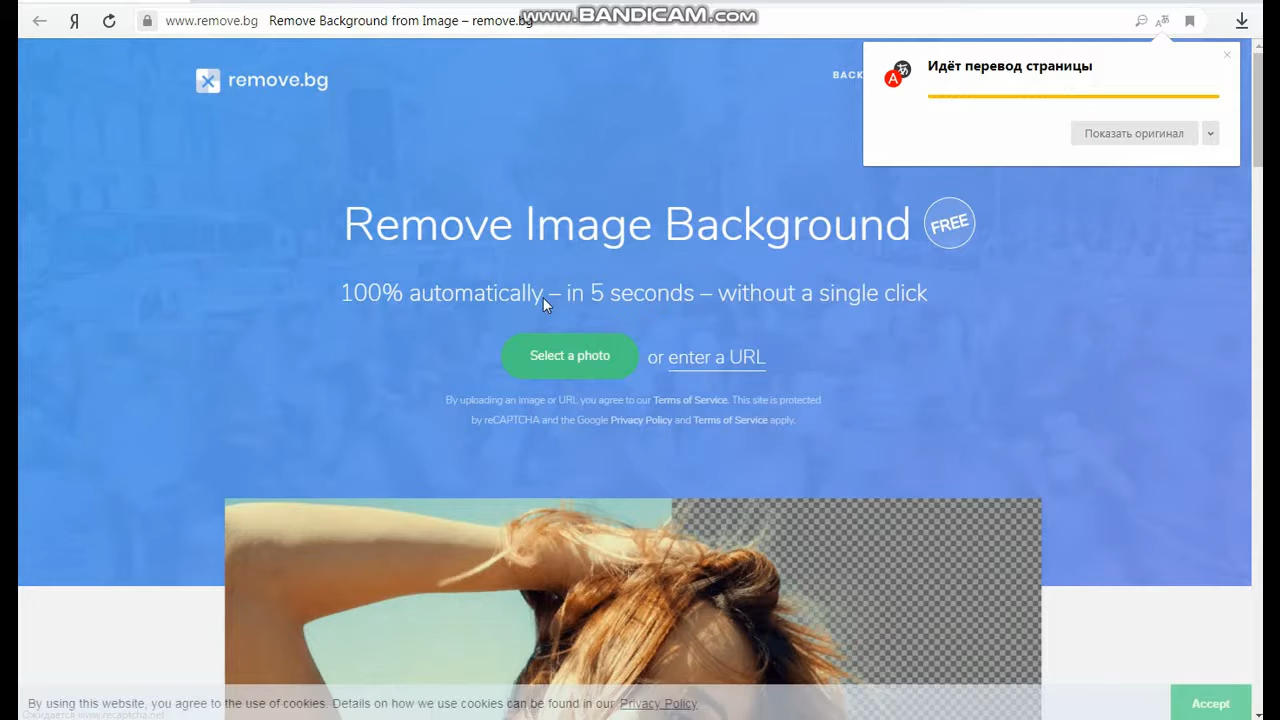 www.BANDICAM.com
Я
www.remove.bg Remove Background from Image – remove.bg
Идёт перевод страницы
Показать оригинал
remove.bg
BACK
Remove Image Background FREE
100% automatically – in 5 seconds – without a single click
Select a photo or enter a URL
By uploading an image or URL you agree to our Terms of Service. This site is protected
by reCAPTCHA and the Google Privacy Policy and Terms of Service apply.
By using this website, you agree to the use of cookies. Details on how we use cookies can be found in our Privacy Policy.
Accept
Ожидается www.recaptcha.net